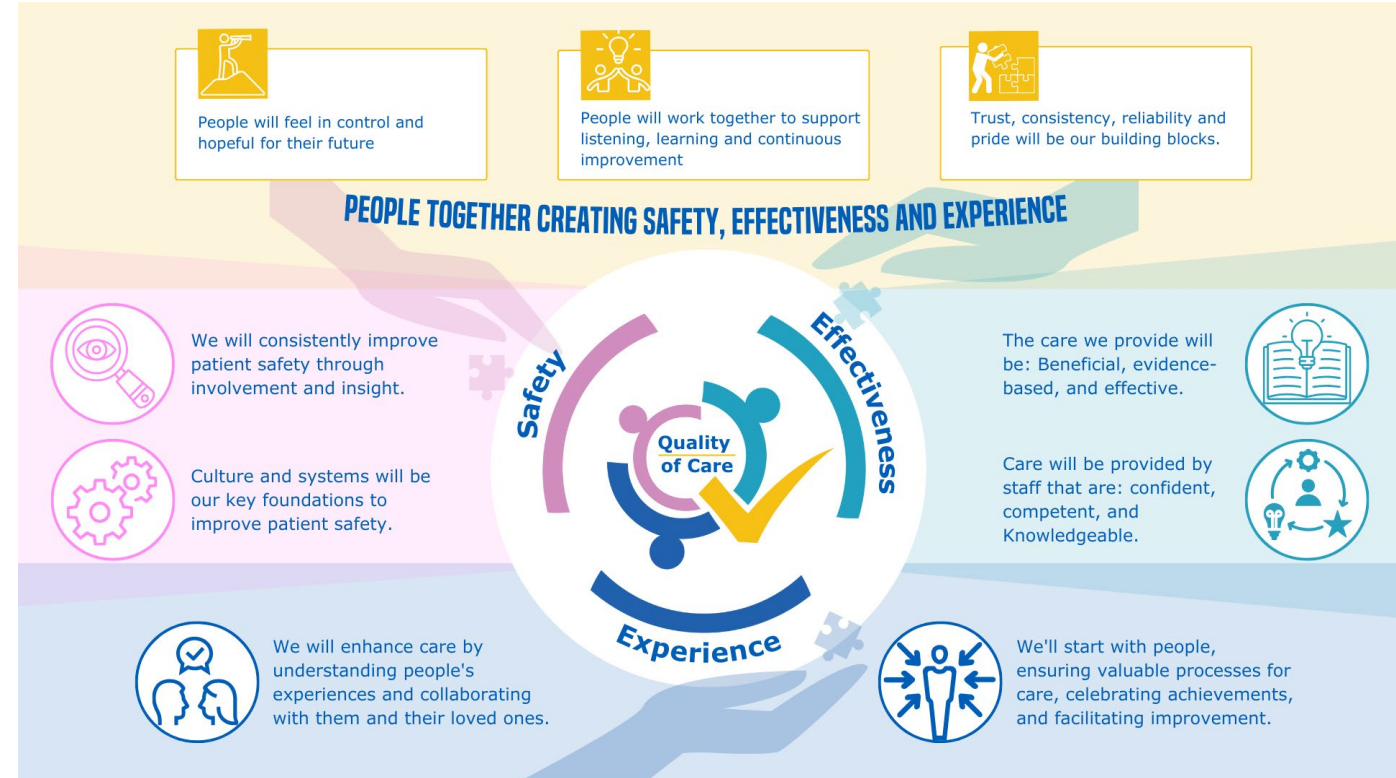 People will feel in control and
hopeful for their future
People will work together to support
listening, learning and continuous
improvement
Trust, consistency, reliability and
pride will be our building blocks.
PEOPLE TOGETHER CREATING SAFETY, EFFECTIVENESS AND EXPERIENCE
We will consistently improve
patient safety through
involvement and insight.
Culture and systems will be
our key foundations to
improve patient safety.
Safety
Effectiveness
Quality
of Care
Experience
The care we provide will
be: Beneficial, evidence-
based, and effective.
Care will be provided by
staff that are: confident,
competent, and
Knowledgeable.
We will enhance care by
understanding people's
experiences and collaborating
with them and their loved ones.
We'll start with people,
ensuring valuable processes for
care, celebrating achievements,
and facilitating improvement.